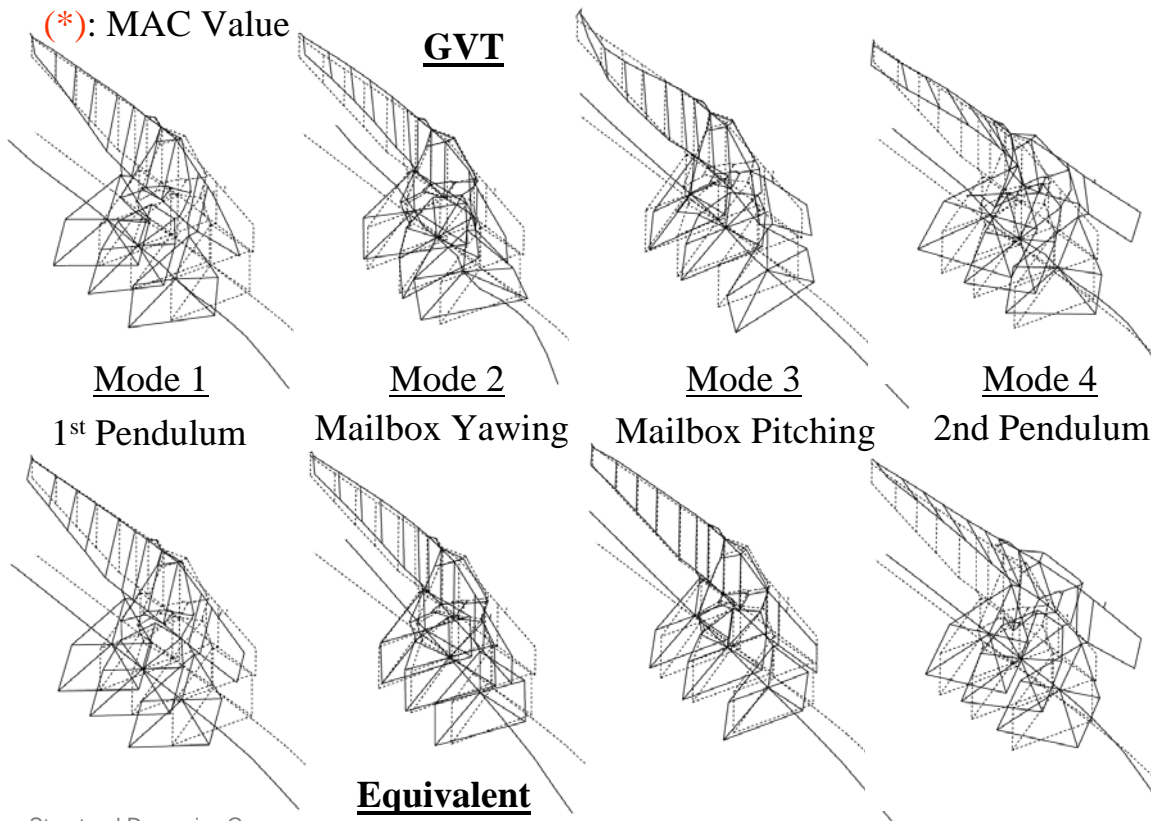 (*): MAC Value
GVT
Mode 1
Mode 2
Mode 3
Mode 4
1st Pendulum
Mailbox Yawing
Mailbox Pitching
2nd Pendulum
Equivalent